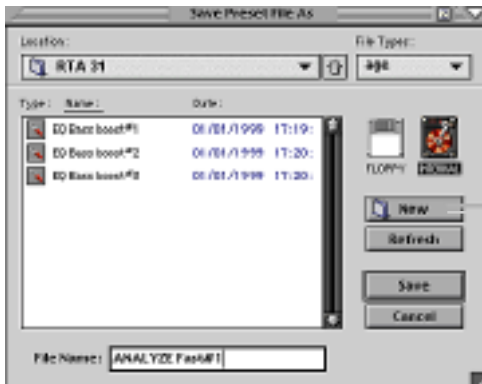 Save Preset File As
Location:
File Types:
RTA 31
age
Type: Name: Date:
EQ Bass boost#1 01/01/1999 17:19:
EQ Bass boost#2 01/01/1999 17:20:
EQ Bass boost#3 01/01/1999 17:20:
FLOPPY
New
Refresh
Save
Cancel
File Name: ANALYZE Fast#1